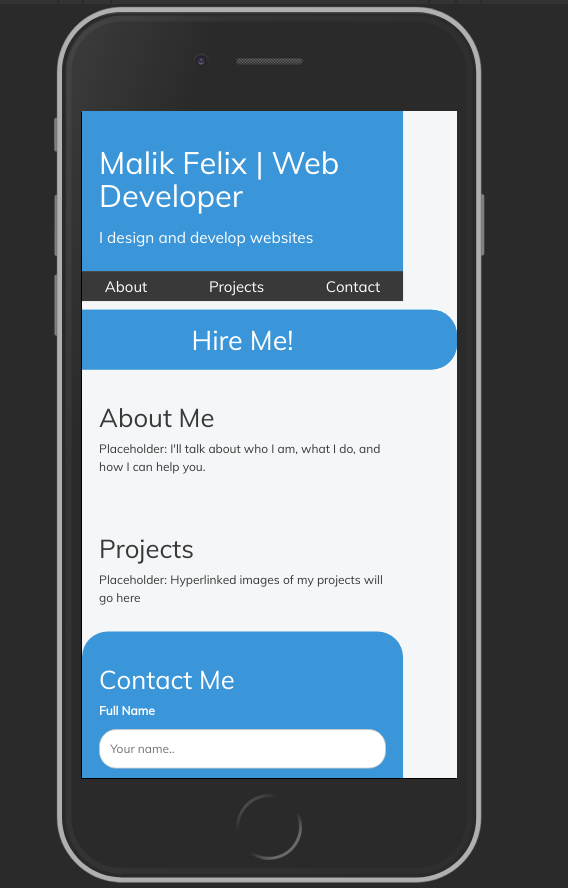 Malik Felix | Web
Developer
I design and develop websites
About Projects Contact
Hire Me!
About Me
Placeholder: I'll talk about who I am, what I do, and
how I can help you.
Projects
Placeholder: Hyperlinked images of my projects will
go here
Contact Me
Full Name
Your name..